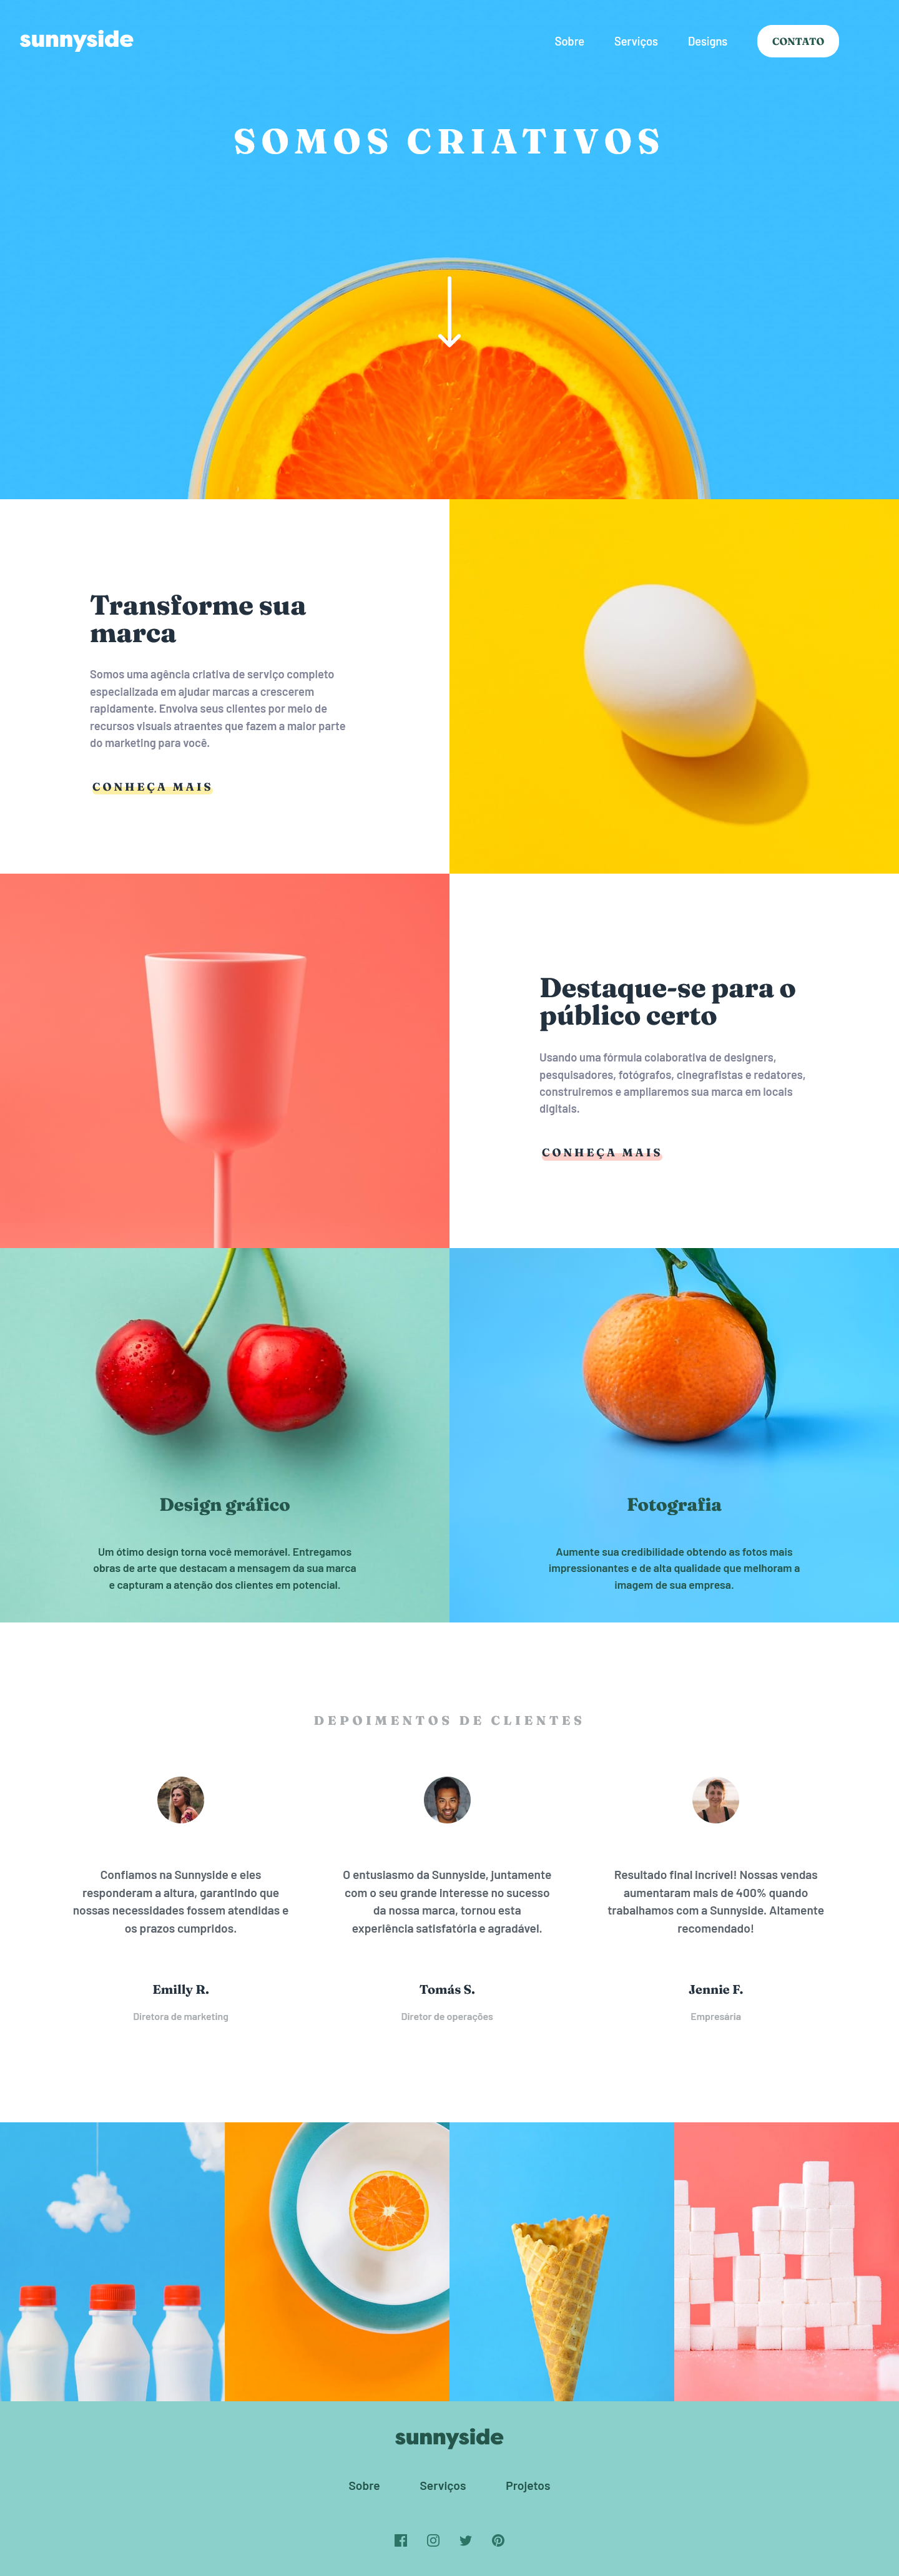 sunnyside
Sobre Serviços Designs CONTATO
SOMOS CRIATIVOS
Transforme sua
marca
Somos uma agência criativa de serviço completo
especializada em ajudar marcas a crescerem
rapidamente. Envolva seus clientes por meio de
recursos visuais atraentes que fazem a maior parte
do marketing para você.
CONHEÇA MAIS
Destaque-se para o
público certo
Usando uma fórmula colaborativa de designers,
pesquisadores, fotógrafos, cinegrafistas e redatores,
construiremos e ampliaremos sua marca em locais
digitais.
CONHEÇA MAIS
Design gráfico
Um ótimo design torna você memorável. Entregamos
obras de arte que destacam a mensagem da sua marca
e capturam a atenção dos clientes em potencial.
Fotografia
Aumente sua credibilidade obtendo as fotos mais
impressionantes e de alta qualidade que melhoram a
imagem de sua empresa.
DEPOIMENTOS DE CLIENTES
Confiamos na Sunnyside e eles
responderam a altura, garantindo que
nossas necessidades fossem atendidas e
os prazos cumpridos.
Emilly R.
Diretora de marketing
O entusiasmo da Sunnyside, juntamente
com o seu grande interesse no sucesso
da nossa marca, tornou esta
experiência satisfatória e agradável.
Tomás S.
Diretor de operações
Resultado final incrível! Nossas vendas
aumentaram mais de 400% quando
trabalhamos com a Sunnyside. Altamente
recomendado!
Jennie F.
Empresária
sunnyside
Sobre Serviços Projetos